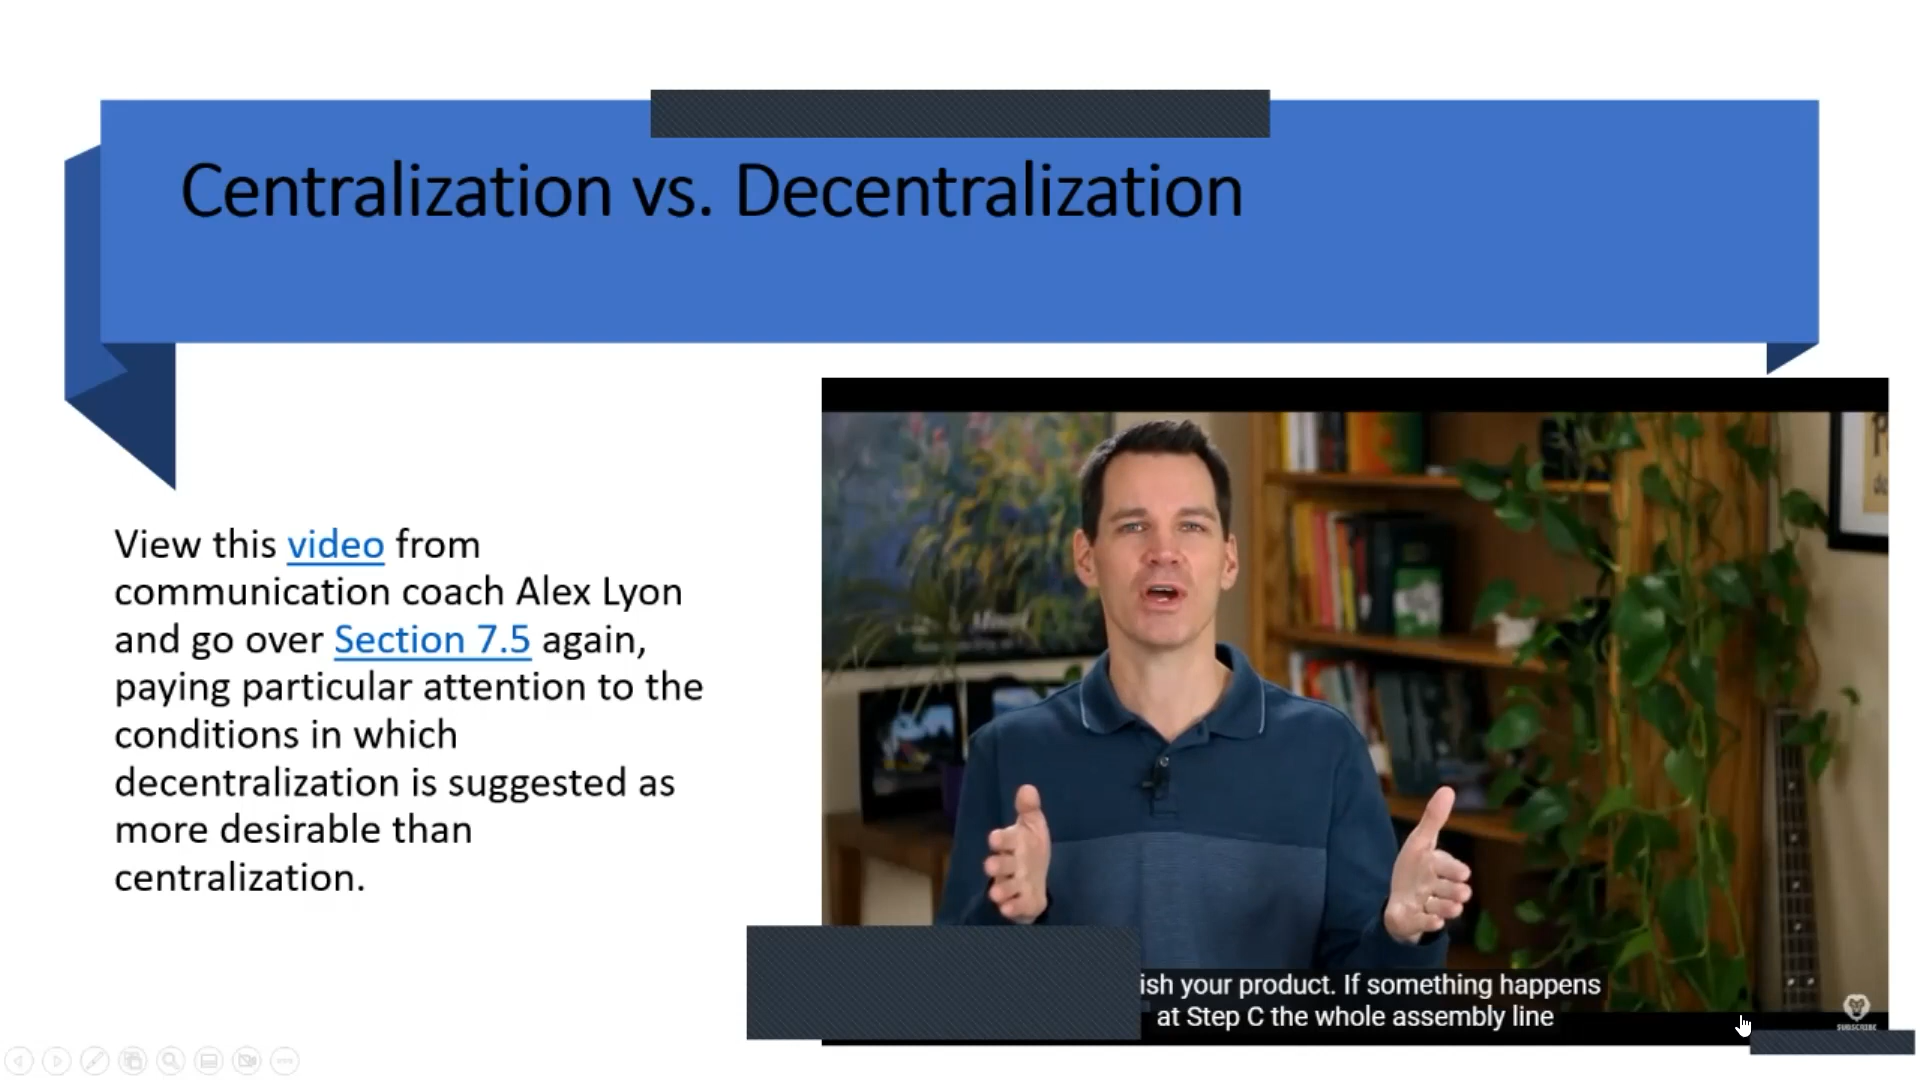 Centralization vs. Decentralization
View this video from
communication coach Alex Lyon
and go over Section 7.5 again,
paying particular attention to the
conditions in which
decentralization is suggested as
more desirable than
centralization.
ish your product. If something happens
at Step C the whole assembly line
SUBSCRIBE